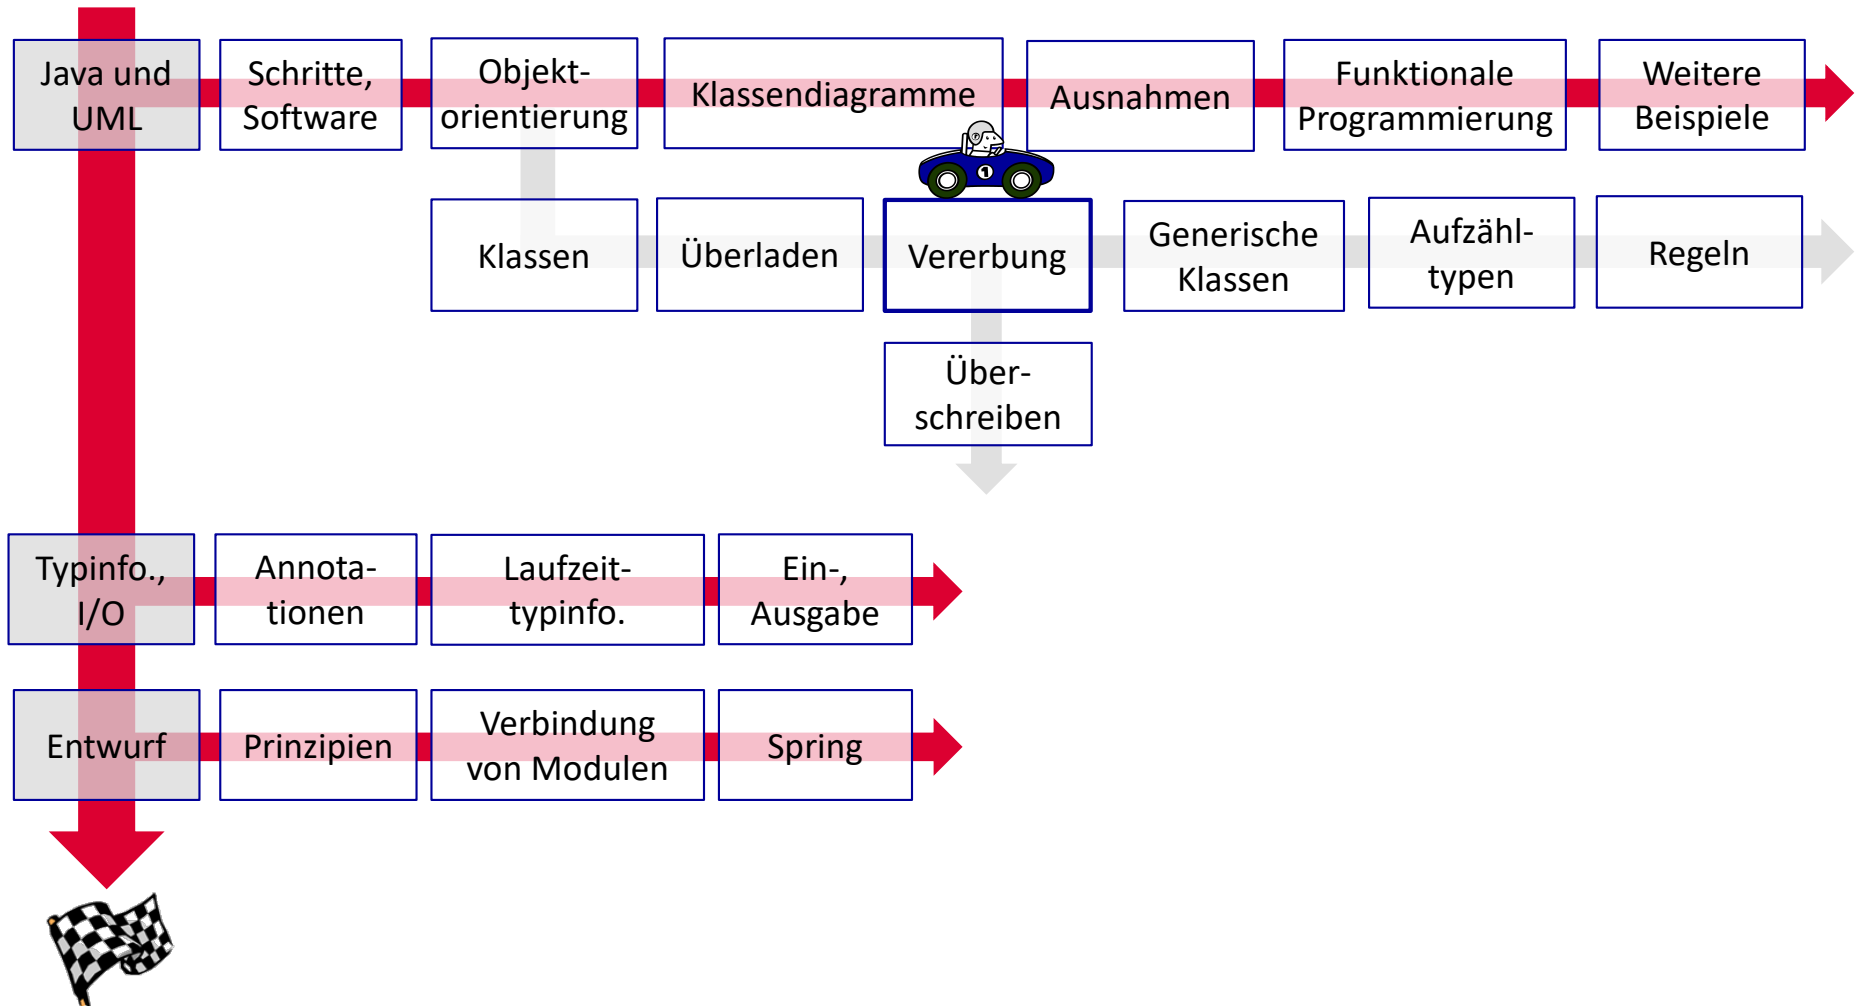 Java und
UML
Schritte,
Software
Objekt-
orientierung
Klassendiagramme
Ausnahmen
Funktionale
Programmierung
Weitere
Beispiele
1
Klassen
Überladen
Vererbung
Generische
Klassen
Aufzähl-
typen
Regeln
Über-
schreiben
Typinfo.,
I/O
Annota-
tionen
Laufzeit-
typinfo.
Ein-,
Ausgabe
Entwurf
Prinzipien
Verbindung
von Modulen
Spring